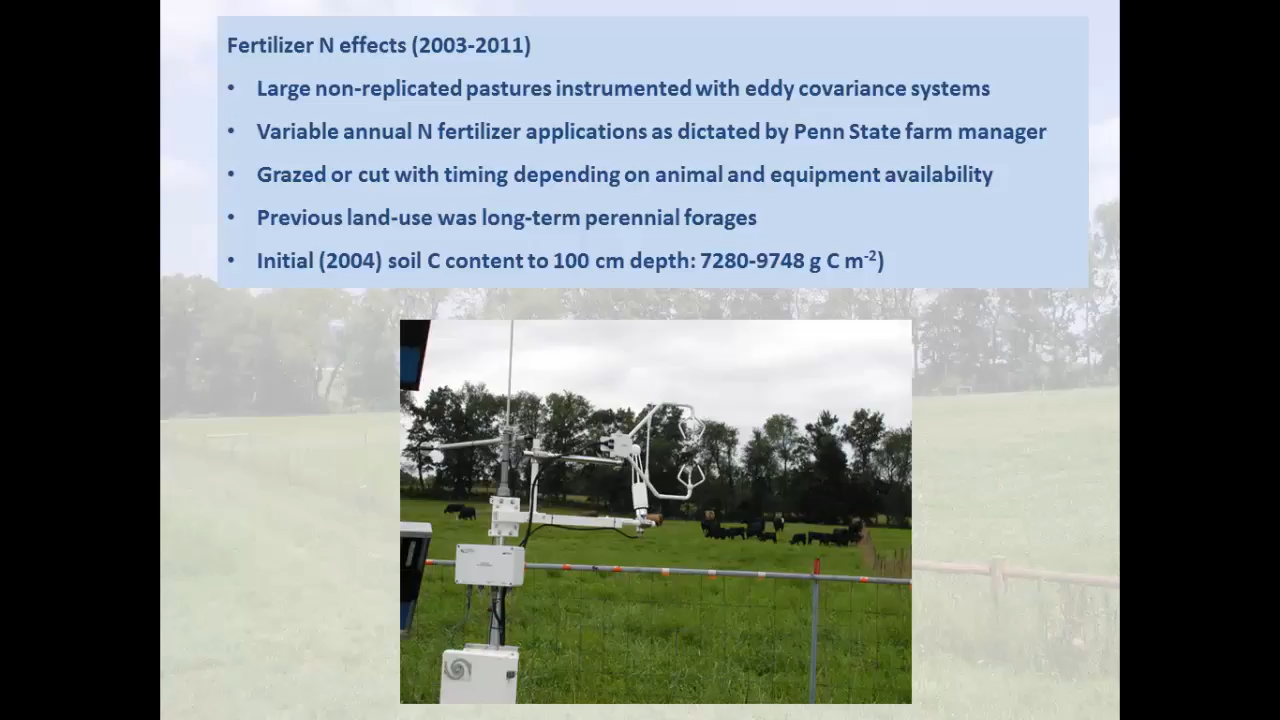 Fertilizer N effects (2003-2011)
• Large non-replicated pastures instrumented with eddy covariance systems
• Variable annual N fertilizer applications as dictated by Penn State farm manager
• Grazed or cut with timing depending on animal and equipment availability
• Previous land-use was long-term perennial forages
• Initial (2004) soil C content to 100 cm depth: 7280-9748 g C m⁻²)